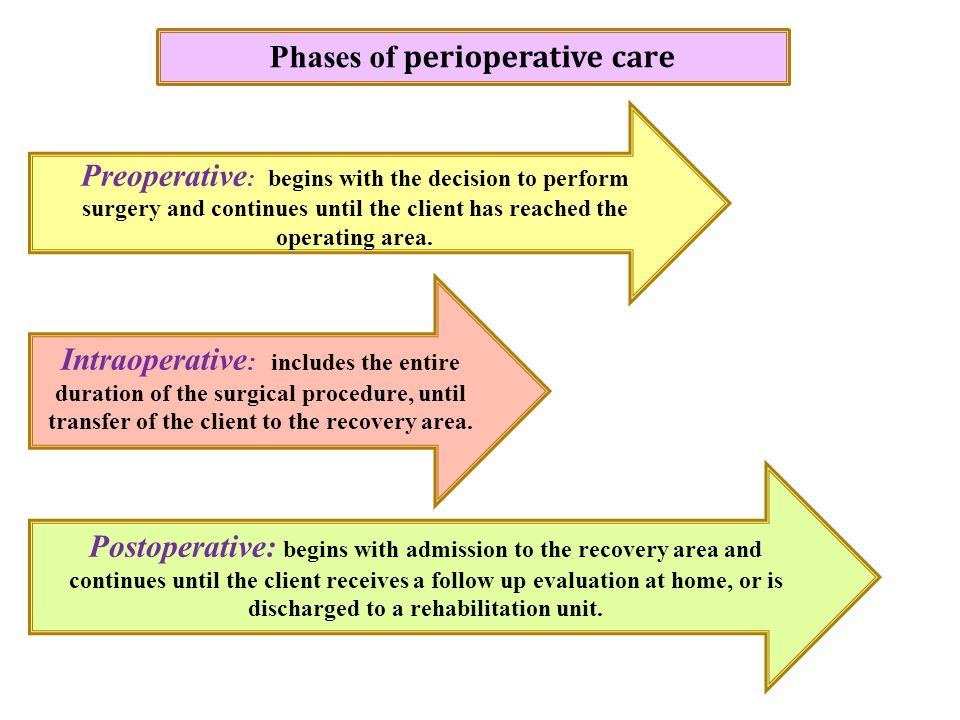 Phases of perioperative care
Preoperative: begins with the decision to perform
surgery and continues until the client has reached the
operating area.
Intraoperative: includes the entire
duration of the surgical procedure, until
transfer of the client to the recovery area.
Postoperative: begins with admission to the recovery area and
continues until the client receives a follow up evaluation at home, or is
discharged to a rehabilitation unit.